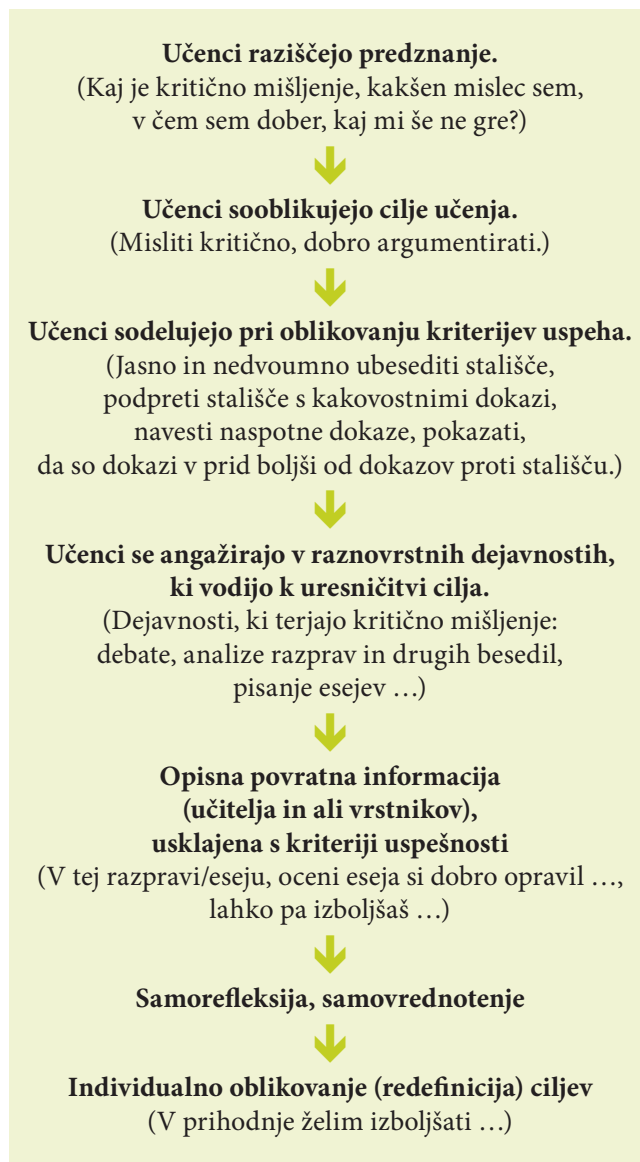 Učenci raziščejo predznanje.
(Kaj je kritično mišljenje, kakšen mislec sem,
v čem sem dober, kaj mi še ne gre?)
Učenci sooblikujejo cilje učenja.
(Misliti kritično, dobro argumentirati.)
Učenci sodelujejo pri oblikovanju kriterijev uspeha.
(Jasno in nedvoumno ubesediti stališče,
podpreti stališče s kakovostnimi dokazi,
navesti naspotne dokaze, pokazati,
da so dokazi v prid boljši od dokazov proti stališču.)
Učenci se angažirajo v raznovrstnih dejavnostih,
ki vodijo k uresničitvi cilja.
(Dejavnosti, ki terjajo kritično mišljenje:
debate, analize razprav in drugih besedil,
pisanje esejev …)
Opisna povratna informacija
(učitelja in ali vrstnikov),
usklajena s kriteriji uspešnosti
(V tej razpravi/eseju, oceni eseja si dobro opravil …,
lahko pa izboljšaš …)
Samorefleksija, samovrednotenje
Individualno oblikovanje (redefinicija) ciljev
(V prihodnje želim izboljšati …)